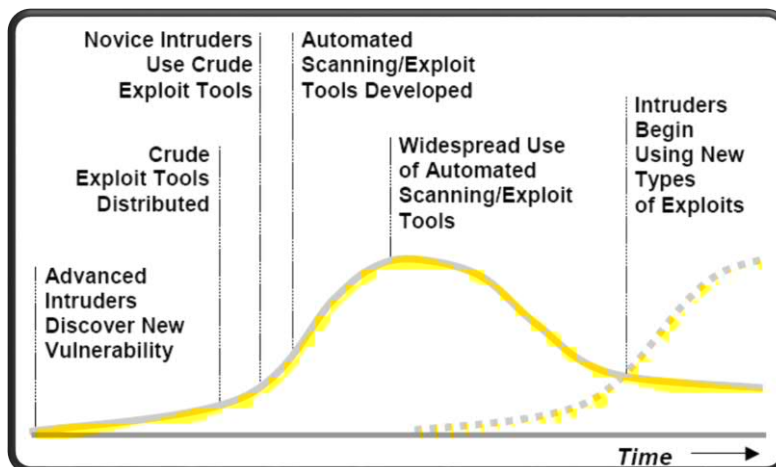 Novice Intruders
Use Crude
Exploit Tools
Automated
Scanning/Exploit
Tools Developed
Intruders
Begin
Using New
Types
of Exploits
Crude
Exploit Tools
Distributed
Widespread Use
of Automated
Scanning/Exploit
Tools
Advanced
Intruders
Discover New
Vulnerability
Time